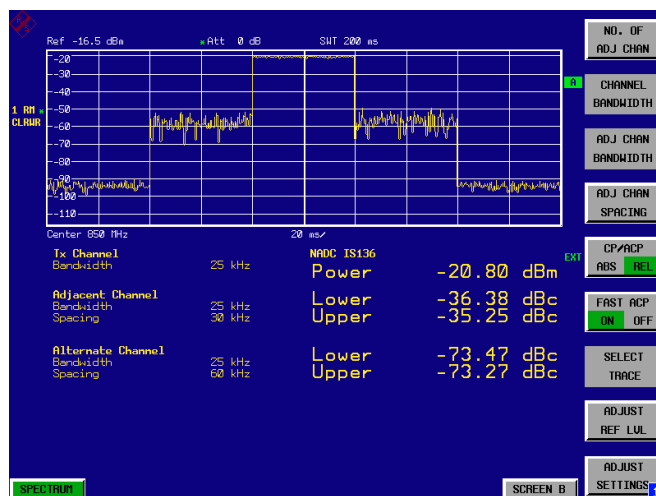 Ref -16.5 dBm * Att 0 dB SWT 200 ms
-20
-30
-40
-50
-60
-70
-80
-90
-100
-110
A
1 RM *
CLRWR
Center 850 MHz 20 ms/
Tx Channel NADC IS136 EXT
Bandwidth 25 kHz Power -20.80 dBm
Adjacent Channel Lower -36.38 dBc
Bandwidth 25 kHz Upper -35.25 dBc
Spacing 30 kHz
Alternate Channel Lower -73.47 dBc
Bandwidth 25 kHz Upper -73.27 dBc
Spacing 60 kHz
SPECTRUM SCREEN B
NO. OF
ADJ CHAN
CHANNEL
BANDWIDTH
ADJ CHAN
BANDWIDTH
ADJ CHAN
SPACING
CP/ACP
ABS REL
FAST ACP
ON OFF
SELECT
TRACE
ADJUST
REF LVL
ADJUST
SETTINGS